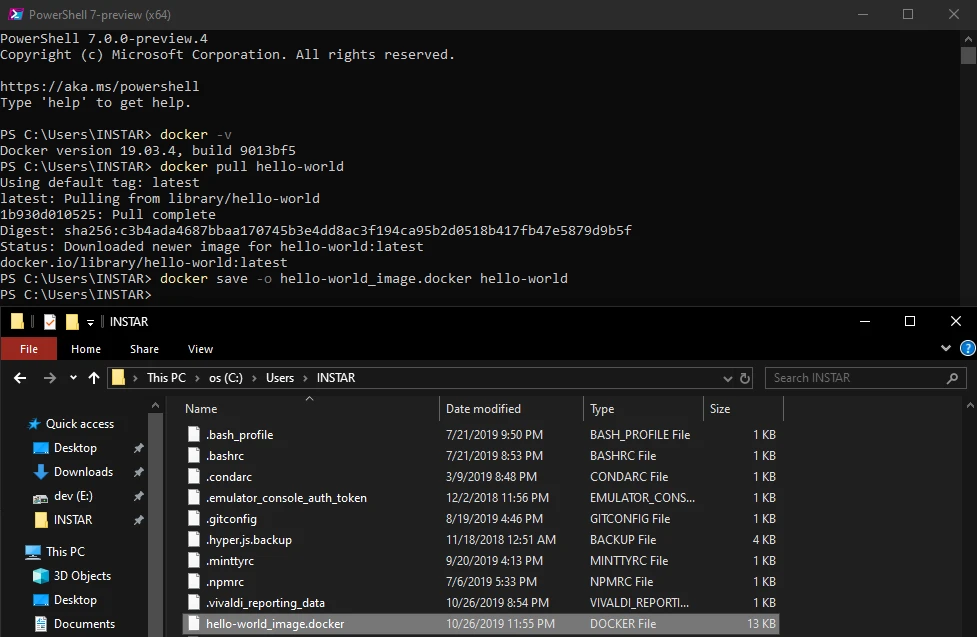 PowerShell 7-preview (x64)
PowerShell 7.0.0-preview.4
Copyright (c) Microsoft Corporation. All rights reserved.
https://aka.ms/powershell
Type 'help' to get help.
PS C:\Users\INSTAR> docker -v
Docker version 19.03.4, build 9013bf5
PS C:\Users\INSTAR> docker pull hello-world
Using default tag: latest
latest: Pulling from library/hello-world
1b930d010525: Pull complete
Digest: sha256:c3b4ada4687bbaa170745b3e4dd8ac3f194ca95b2d0518b417fb47e5879d9b5f
Status: Downloaded newer image for hello-world:latest
docker.io/library/hello-world:latest
PS C:\Users\INSTAR> docker save -o hello-world_image.docker hello-world
PS C:\Users\INSTAR>
INSTAR
File Home Share View
This PC os (C:) Users INSTAR Search INSTAR
Quick access
Desktop
Downloads
dev (E:)
INSTAR
This PC
3D Objects
Desktop
Documents
Name Date modified Type Size
.bash_profile 7/21/2019 9:50 PM BASH_PROFILE File 1 KB
.bashrc 7/21/2019 8:53 PM BASHRC File 1 KB
.condarc 3/9/2019 8:48 PM CONDARC File 1 KB
.emulator_console_auth_token 12/2/2018 11:56 PM EMULATOR_CONS... 1 KB
.gitconfig 8/19/2019 4:46 PM GITCONFIG File 1 KB
.hyper.js.backup 11/18/2018 12:51 AM BACKUP File 4 KB
.minttyrc 9/20/2019 4:13 PM MINTTYRC File 1 KB
.npmrc 7/6/2019 5:33 PM NPMRC File 1 KB
.vivaldi_reporting_data 10/26/2019 8:54 PM VIVALDI_REPORTI... 1 KB
hello-world_image.docker 10/26/2019 11:55 PM DOCKER File 13 KB